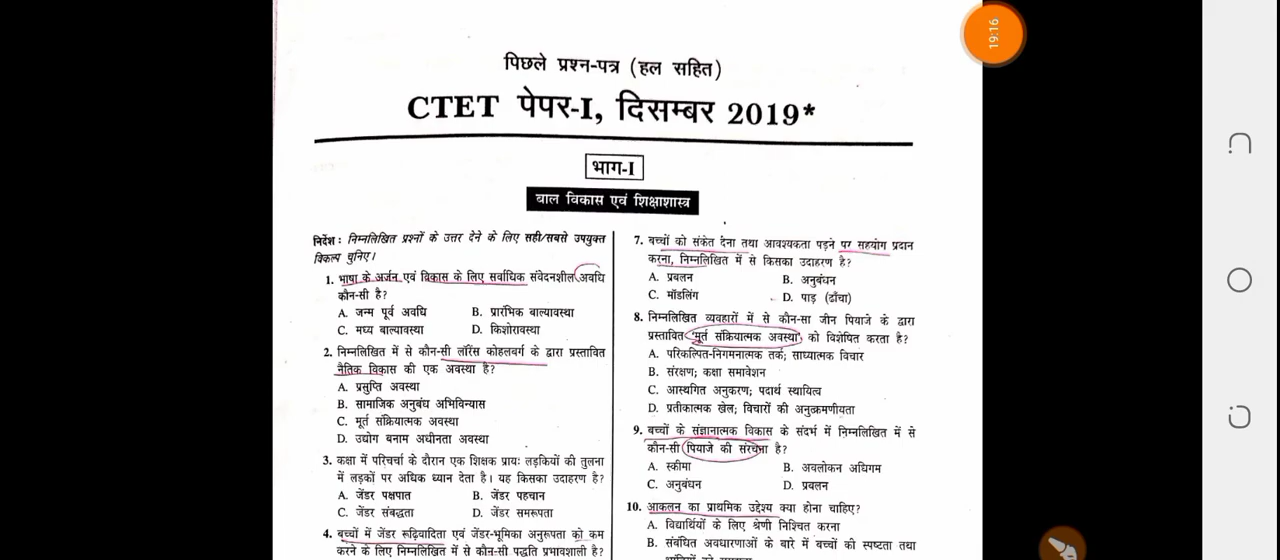 19:16
पिछले प्रश्न-पत्र (हल सहित)
CTET पेपर-I, दिसम्बर 2019*
भाग-I
बाल विकास एवं शिक्षाशास्त्र
निर्देश: निम्नलिखित प्रश्नों के उत्तर देने के लिए सही/सबसे उपयुक्त
विकल्प चुनिए।
1. भाषा के अर्जन एवं विकास के लिए सर्वाधिक संवेदनशील अवधि
कौन-सी है?
A. जन्म पूर्व अवधि B. प्रारंभिक बाल्यावस्था
C. मध्य बाल्यावस्था D. किशोरावस्था
2. निम्नलिखित में से कौन-सी लॉरेंस कोहलबर्ग के द्वारा प्रस्तावित
नैतिक विकास की एक अवस्था है?
A. प्रसुप्ति अवस्था
B. सामाजिक अनुबंध अभिविन्यास
C. मूर्त संक्रियात्मक अवस्था
D. उद्योग बनाम अधीनता अवस्था
3. कक्षा में परिचर्चा के दौरान एक शिक्षक प्रायः लड़कियों की तुलना
में लड़कों पर अधिक ध्यान देता है। यह किसका उदाहरण है?
A. जेंडर पक्षपात B. जेंडर पहचान
C. जेंडर संबद्धता D. जेंडर समरूपता
4. बच्चों में जेंडर रूढ़िवादिता एवं जेंडर-भूमिका अनुरूपता को कम
करने के लिए निम्नलिखित में से कौन-सी पद्धति प्रभावशाली है?
7. बच्चों को संकेत देना तथा आवश्यकता पड़ने पर सहयोग प्रदान
करना, निम्नलिखित में से किसका उदाहरण है?
A. प्रबलन B. अनुबंधन
C. मॉडलिंग D. पाड़ (ढाँचा)
8. निम्नलिखित व्यवहारों में से कौन-सा जीन पियाजे के द्वारा
प्रस्तावित 'मूर्त संक्रियात्मक अवस्था' को विशेषित करता है?
A. परिकल्पित-निगमनात्मक तर्क; साध्यात्मक विचार
B. संरक्षण; कक्षा समावेशन
C. आस्थगित अनुकरण; पदार्थ स्थायित्व
D. प्रतीकात्मक खेल; विचारों की अनुत्क्रमणीयता
9. बच्चों के संज्ञानात्मक विकास के संदर्भ में निम्नलिखित में से
कौन-सी पियाजे की संरचना है?
A. स्कीमा B. अवलोकन अधिगम
C. अनुबंधन D. प्रबलन
10. आकलन का प्राथमिक उद्देश्य क्या होना चाहिए?
A. विद्यार्थियों के लिए श्रेणी निश्चित करना
B. संबंधित अवधारणाओं के बारे में बच्चों की स्पष्टता तथा